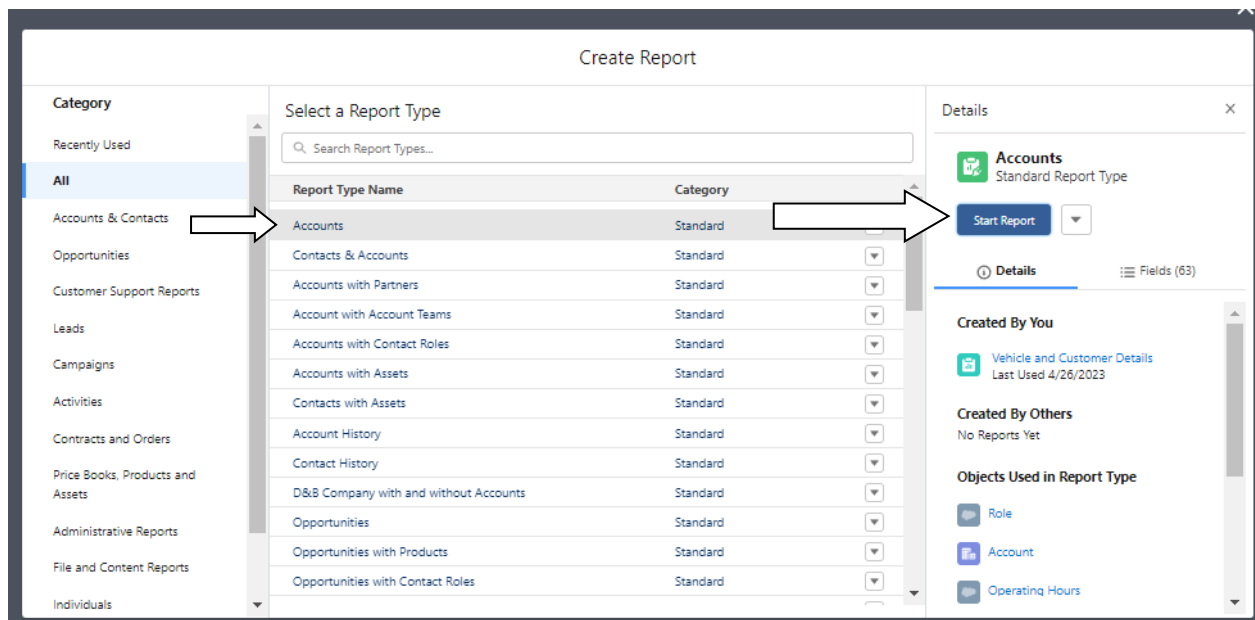 Create Report
Category
Recently Used
All
Accounts & Contacts
Opportunities
Customer Support Reports
Leads
Campaigns
Activities
Contracts and Orders
Price Books, Products and
Assets
Administrative Reports
File and Content Reports
Individuals
Select a Report Type
Search Report Types...
Report Type Name Category
Accounts Standard
Contacts & Accounts Standard
Accounts with Partners Standard
Account with Account Teams Standard
Accounts with Contact Roles Standard
Accounts with Assets Standard
Contacts with Assets Standard
Account History Standard
Contact History Standard
D&B Company with and without Accounts Standard
Opportunities Standard
Opportunities with Products Standard
Opportunities with Contact Roles Standard
Details
Accounts
Standard Report Type
Start Report
Details Fields (63)
Created By You
Vehicle and Customer Details
Last Used 4/26/2023
Created By Others
No Reports Yet
Objects Used in Report Type
Role
Account
Operating Hours